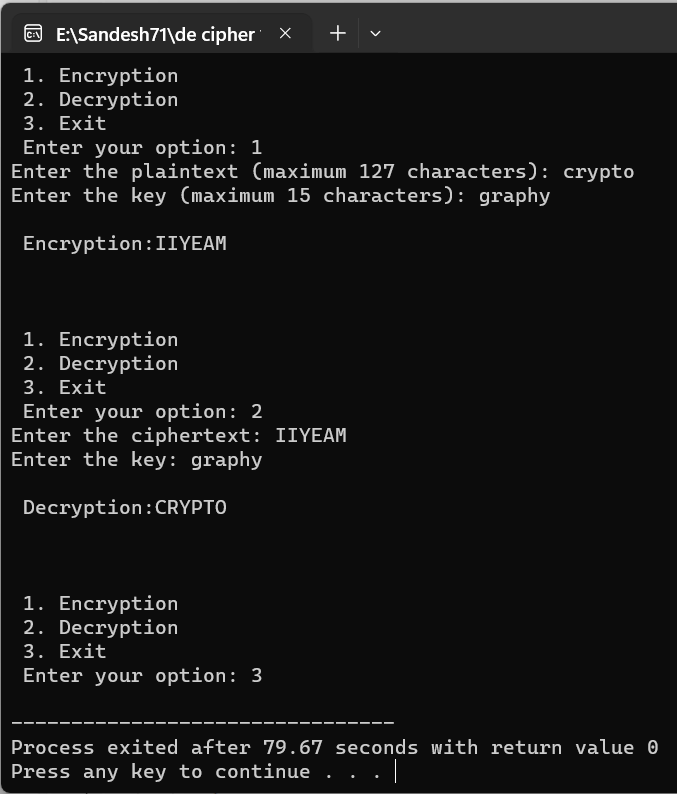 E:\Sandesh71\de cipher
1. Encryption
2. Decryption
3. Exit
Enter your option: 1
Enter the plaintext (maximum 127 characters): crypto
Enter the key (maximum 15 characters): graphy
Encryption:IIYEAM
1. Encryption
2. Decryption
3. Exit
Enter your option: 2
Enter the ciphertext: IIYEAM
Enter the key: graphy
Decryption:CRYPTO
1. Encryption
2. Decryption
3. Exit
Enter your option: 3
--------------------------------
Process exited after 79.67 seconds with return value 0
Press any key to continue . . .